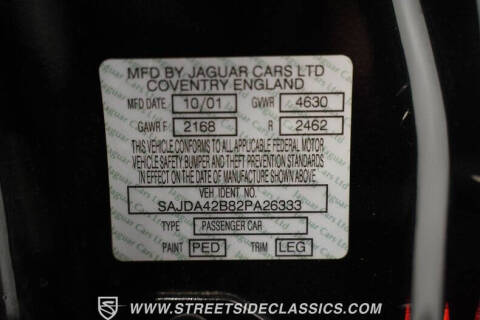 MFD BY JAGUAR CARS LTD
COVENTRY ENGLAND
MFD DATE 10/01 GVWR 4630
GAWR F 2168 R 2462
THIS VEHICLE CONFORMS TO ALL APPLICABLE FEDERAL MOTOR
VEHICLE SAFETY BUMPER AND THEFT PREVENTION STANDARDS
IN EFFECT ON THE DATE OF MANUFACTURE SHOWN ABOVE
VEH. IDENT NO.
SAJDA42B82PA26333
TYPE PASSENGER CAR
PAINT PED TRIM LEG
WWW.STREETSIDECLASSICS.COM